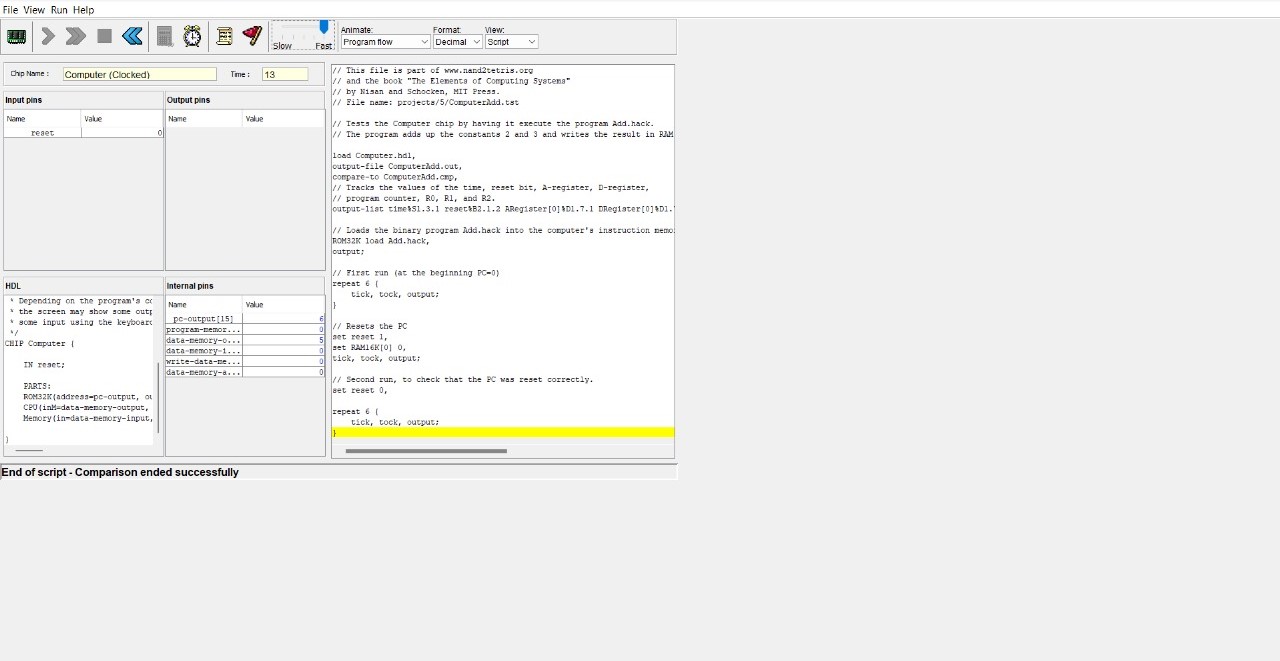 File View Run Help
Animate: Format: View:
Slow Fast Program flow Decimal Script
Chip Name : Computer (Clocked) Time : 13
Input pins
Name Value
reset 0
Output pins
Name Value
HDL
* Depending on the program's co
* the screen may show some outp
* some input using the keyboard
*/
CHIP Computer {
IN reset;
PARTS:
ROM32K(address=pc-output, ou
CPU(inM=data-memory-output,
Memory(in=data-memory-input,
}
Internal pins
Name Value
pc-output[15] 6
program-memor... 0
data-memory-o... 5
data-memory-i... 0
write-data-me... 0
data-memory-a... 0
// This file is part of www.nand2tetris.org
// and the book "The Elements of Computing Systems"
// by Nisan and Schocken, MIT Press.
// File name: projects/5/ComputerAdd.tst
// Tests the Computer chip by having it execute the program Add.hack.
// The program adds up the constants 2 and 3 and writes the result in RAM
load Computer.hdl,
output-file ComputerAdd.out,
compare-to ComputerAdd.cmp,
// Tracks the values of the time, reset bit, A-register, D-register,
// program counter, R0, R1, and R2.
output-list time%S1.3.1 reset%B2.1.2 ARegister[0]%D1.7.1 DRegister[0]%D1.
// Loads the binary program Add.hack into the computer's instruction memo
ROM32K load Add.hack,
output;
// First run (at the beginning PC=0)
repeat 6 {
tick, tock, output;
}
// Resets the PC
set reset 1,
set RAM16K[0] 0,
tick, tock, output;
// Second run, to check that the PC was reset correctly.
set reset 0,
repeat 6 {
tick, tock, output;
}
End of script - Comparison ended successfully